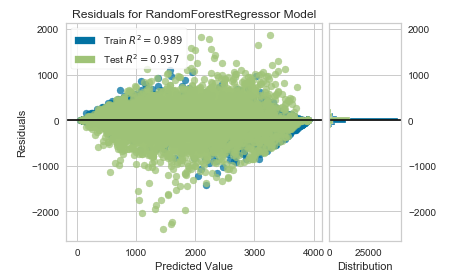 Residuals for RandomForestRegressor Model
Train R² = 0.989
Test R² = 0.937
2000
1000
0
−1000
−2000
Residuals
0
1000
2000
3000
4000
Predicted Value
2000
1000
0
−1000
−2000
0
25000
Distribution